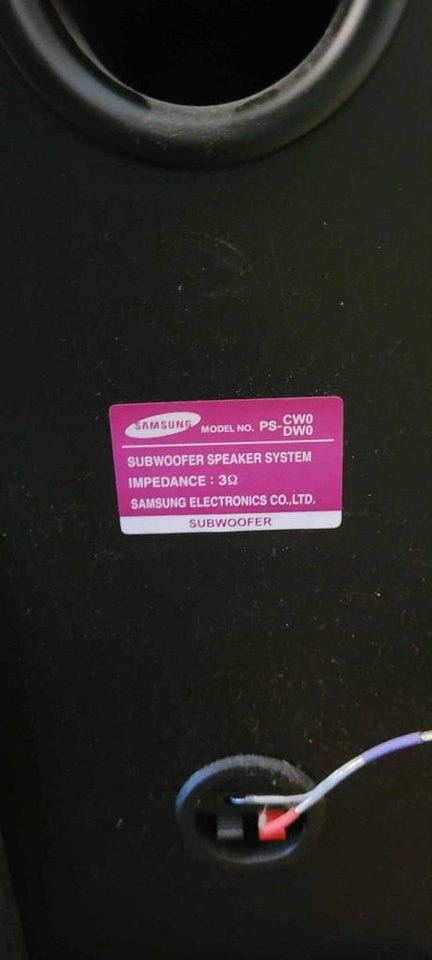 SAMSUNG MODEL NO. PS-CW0
DW0
SUBWOOFER SPEAKER SYSTEM
IMPEDANCE : 3Ω
SAMSUNG ELECTRONICS CO.,LTD.
SUBWOOFER